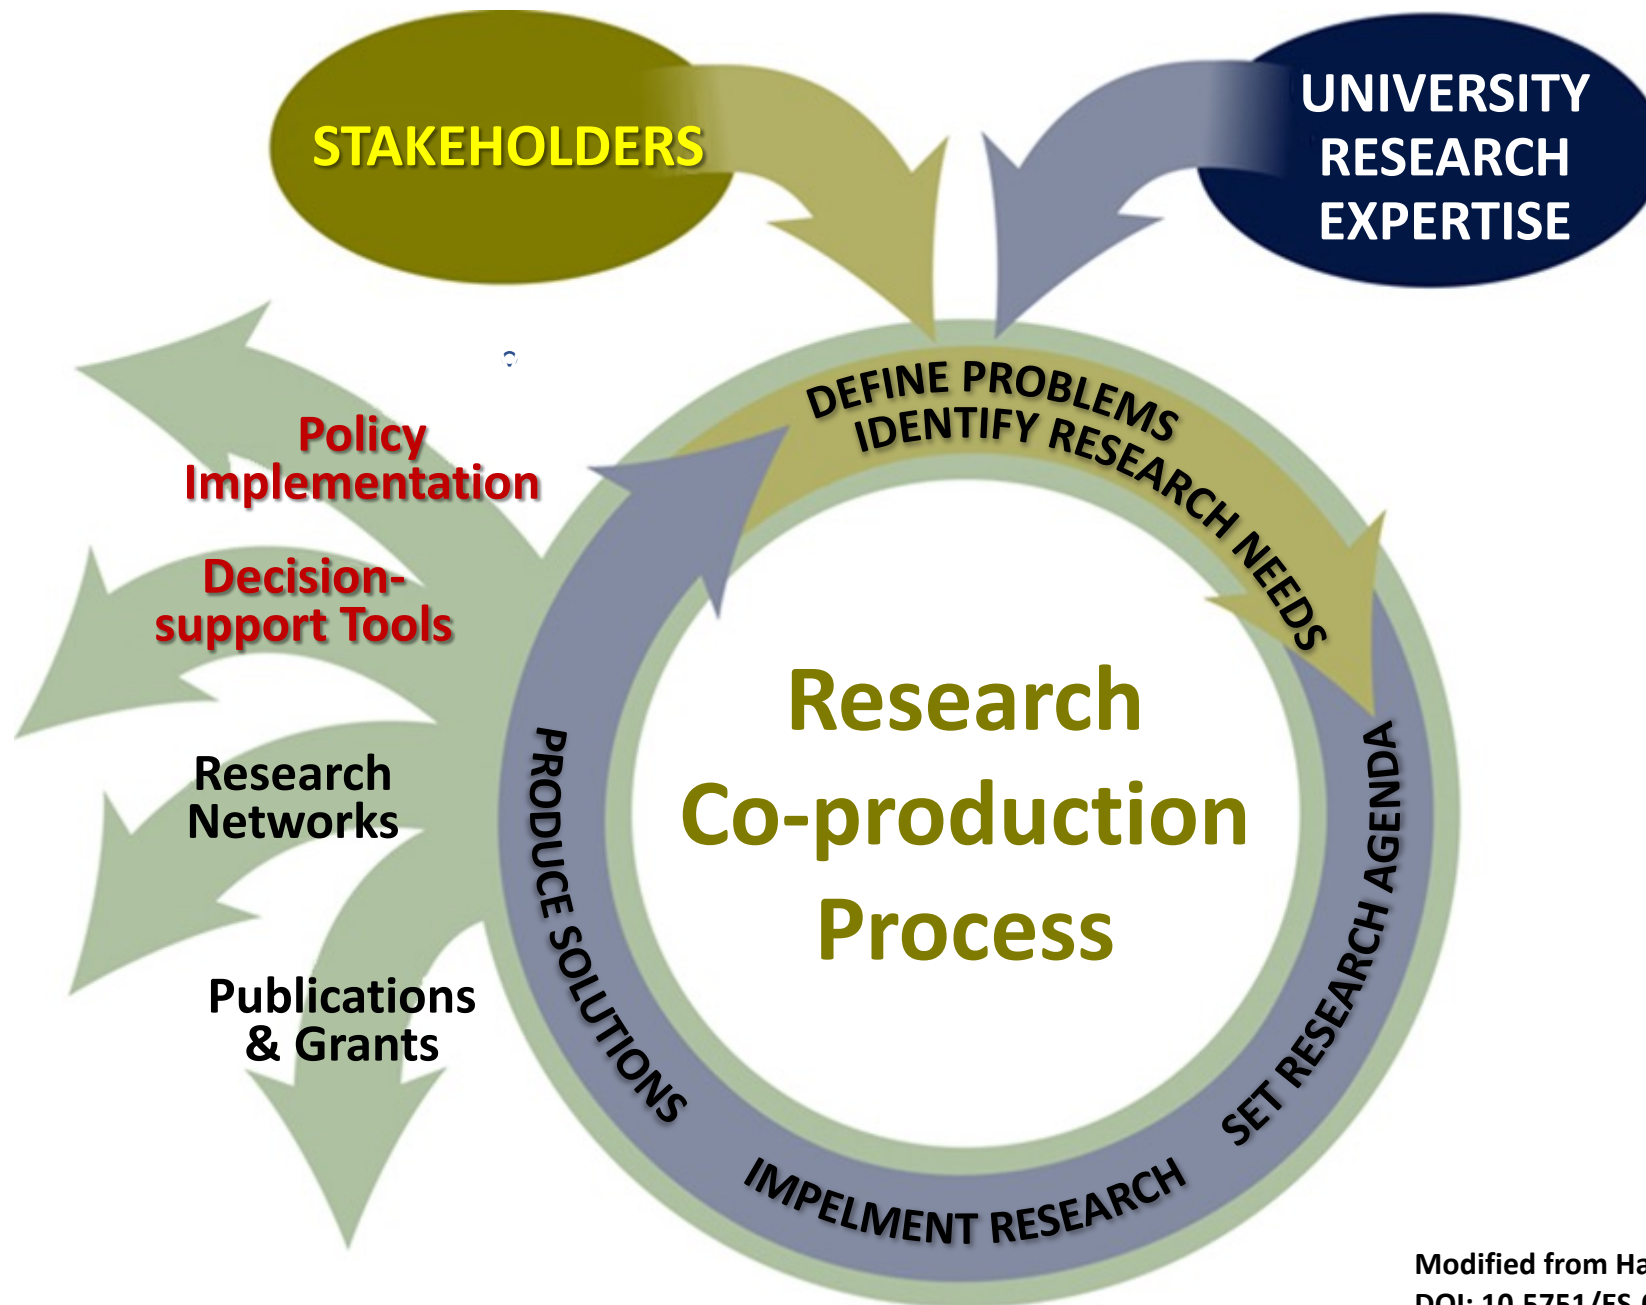 STAKEHOLDERS
UNIVERSITY
RESEARCH
EXPERTISE
DEFINE PROBLEMS
IDENTIFY RESEARCH NEEDS
Policy
Implementation
Decision-
support Tools
Research
Networks
Publications
& Grants
Research
Co-production
Process
SET RESEARCH AGENDA
IMPELMENT RESEARCH
PRODUCE SOLUTIONS
Modified from
DOI: